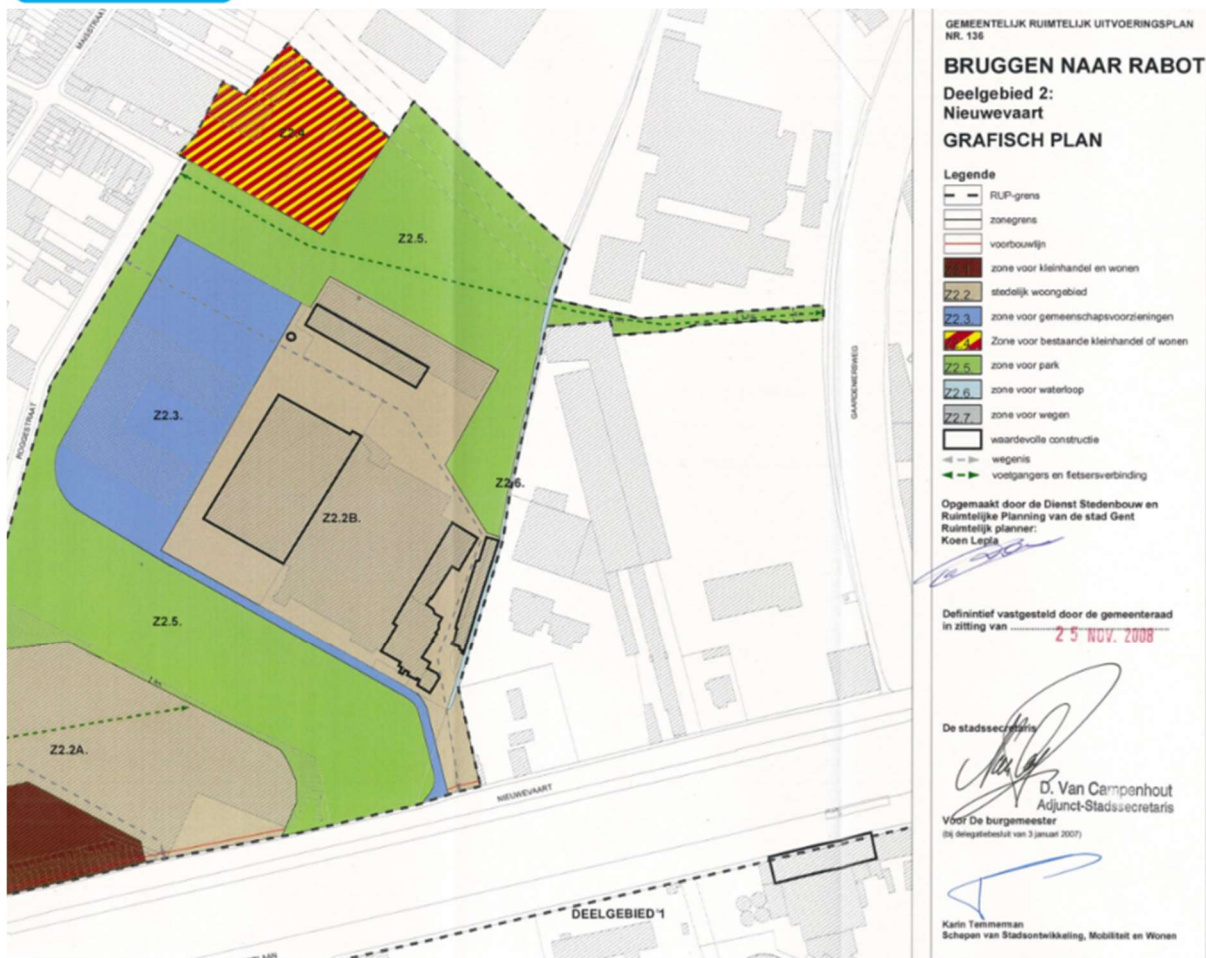 GEMEENTELIJK RUIMTELIJK UITVOERINGSPLAN
NR. 136
BRUGGEN NAAR RABOT
Deelgebied 2:
Nieuwevaart
GRAFISCH PLAN
Legende
RUP-grens
zonegrens
voorbouwlijn
zone voor kleinhandel en wonen
Z2.2. stedelijk woongebied
Z2.3. zone voor gemeenschapsvoorzieningen
Zone voor bestaande kleinhandel of wonen
Z2.5. zone voor park
Z2.6. zone voor waterloop
Z2.7. zone voor wegen
waardevolle constructie
wegenis
voetgangers en fietsersverbinding
Opgemaakt door de Dienst Stedenbouw en
Ruimtelijke Planning van de stad Gent
Ruimtelijk planner:
Koen Lepla
Definintief vastgesteld door de gemeenteraad
in zitting van
25 NOV. 2008
De stadssecretaris
D. Van Campenhout
Adjunct-Stadssecretaris
Voor De burgemeester
(bij delegatiebesluit van 3 januari 2007)
Karin Temmerman
Schepen van Stadsontwikkeling, Mobiliteit en Wonen
MAISSTRAAT
Z2.4.
Z2.5.
ROGGESTRAAT
Z2.3.
GAARDENIERSWEG
Z2.6.
Z2.2B.
Z2.5.
Z2.2A.
NIEUWEVAART
DEELGEBIED 1